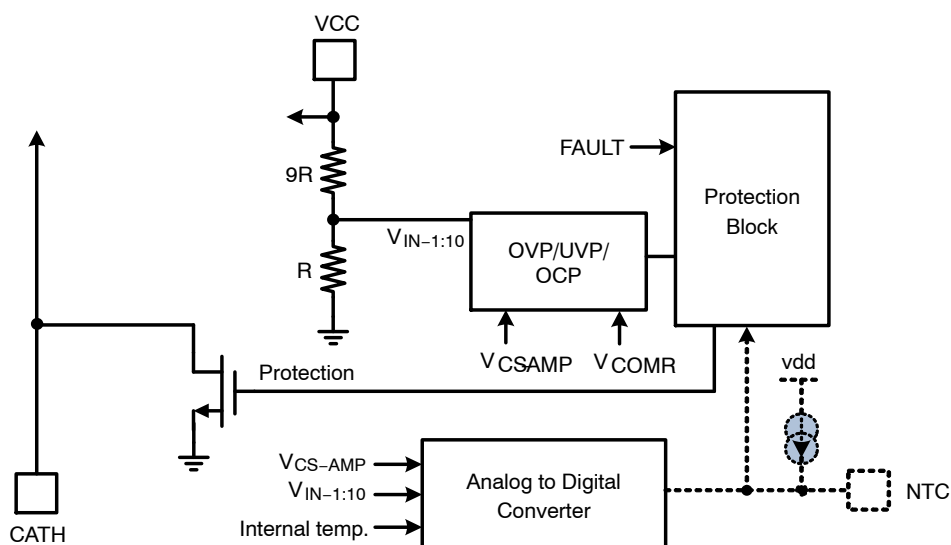 VCC
FAULT
9R
Protection
Block
VIN–1:10
OVP/UVP/
OCP
R
VCSAMP
VCOMR
vdd
Protection
VCS–AMP
VIN–1:10
Internal temp.
Analog to Digital
Converter
NTC
CATH